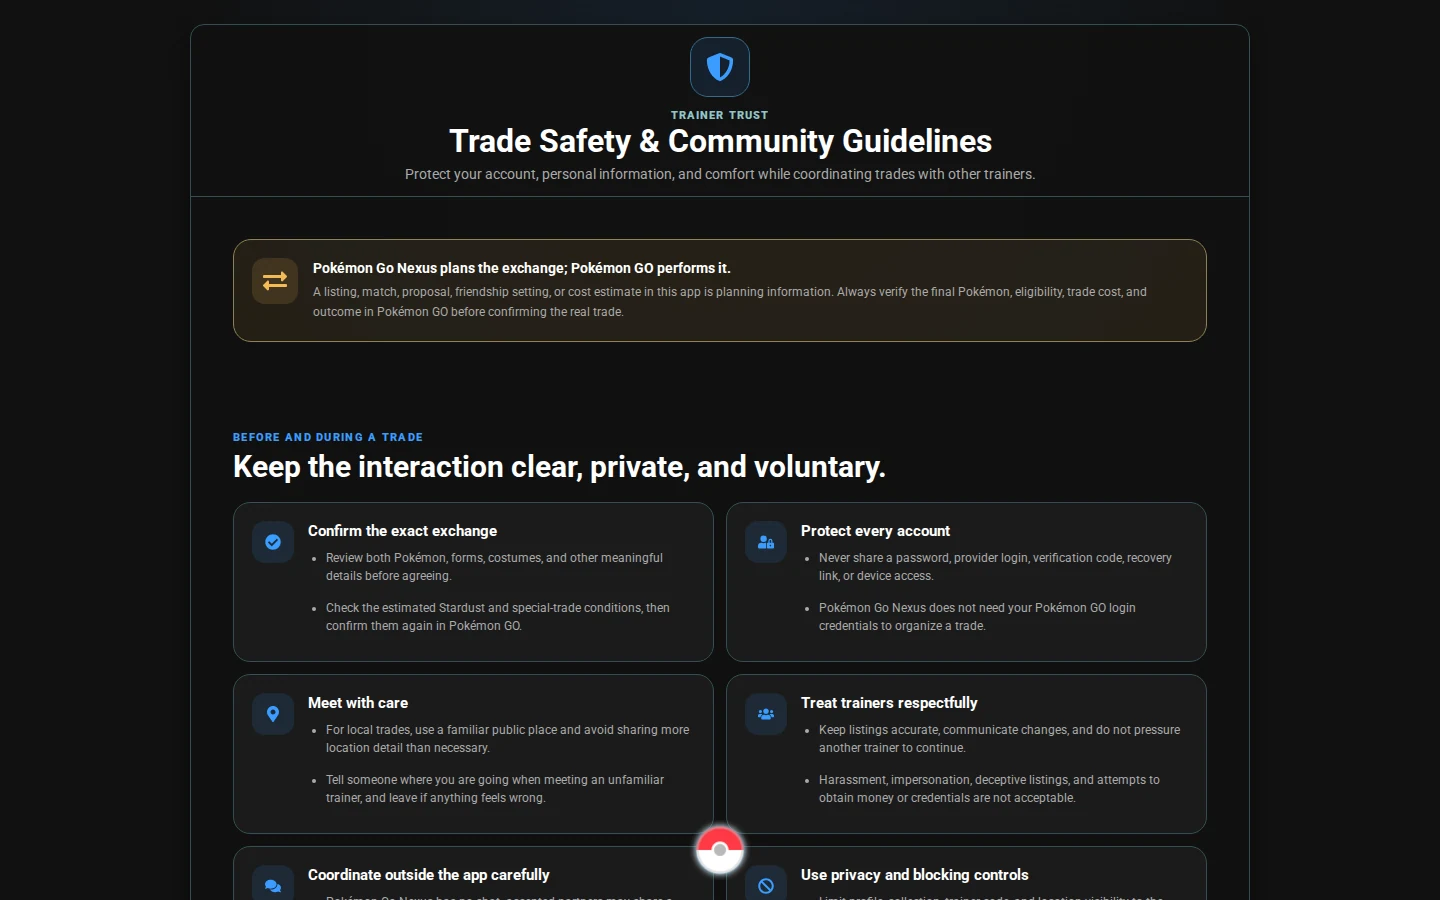 TRAINER TRUST
Trade Safety & Community Guidelines
Protect your account, personal information, and comfort while coordinating trades with other trainers.
Pokémon Go Nexus plans the exchange; Pokémon GO performs it.
A listing, match, proposal, friendship setting, or cost estimate in this app is planning information. Always verify the final Pokémon, eligibility, trade cost, and
outcome in Pokémon GO before confirming the real trade.
BEFORE AND DURING A TRADE
Keep the interaction clear, private, and voluntary.
Confirm the exact exchange
• Review both Pokémon, forms, costumes, and other meaningful
details before agreeing.
• Check the estimated Stardust and special-trade conditions, then
confirm them again in Pokémon GO.
Protect every account
• Never share a password, provider login, verification code, recovery
link, or device access.
• Pokémon Go Nexus does not need your Pokémon GO login
credentials to organize a trade.
Meet with care
• For local trades, use a familiar public place and avoid sharing more
location detail than necessary.
• Tell someone where you are going when meeting an unfamiliar
trainer, and leave if anything feels wrong.
Treat trainers respectfully
• Keep listings accurate, communicate changes, and do not pressure
another trainer to continue.
• Harassment, impersonation, deceptive listings, and attempts to
obtain money or credentials are not acceptable.
Coordinate outside the app carefully
Use privacy and blocking controls